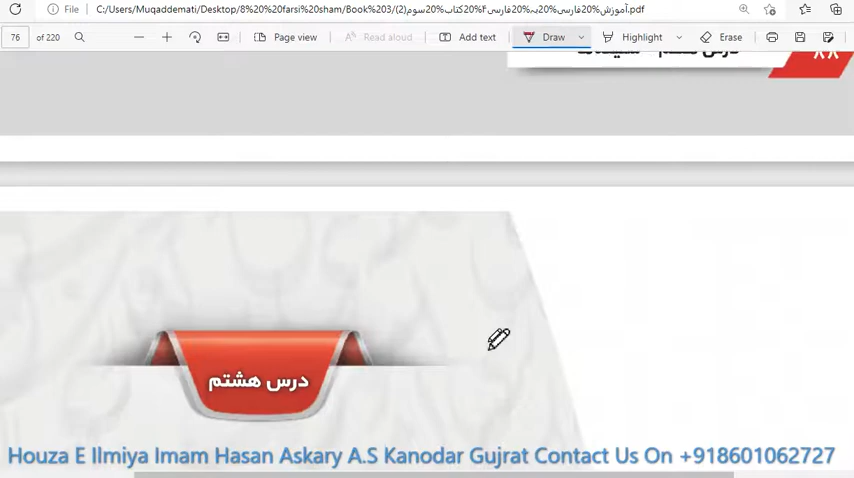 File C:/Users/Muqaddemati/Desktop/8%20%20farsi%20sham/Book%203/(2)آموزش%20فارسی%20به%20فارسی4%20کتاب%20سوم.pdf
76 of 220 Page view Read aloud Add text Draw Highlight Erase
درس هشتم
Houza E Ilmiya Imam Hasan Askary A.S Kanodar Gujrat Contact Us On +918601062727